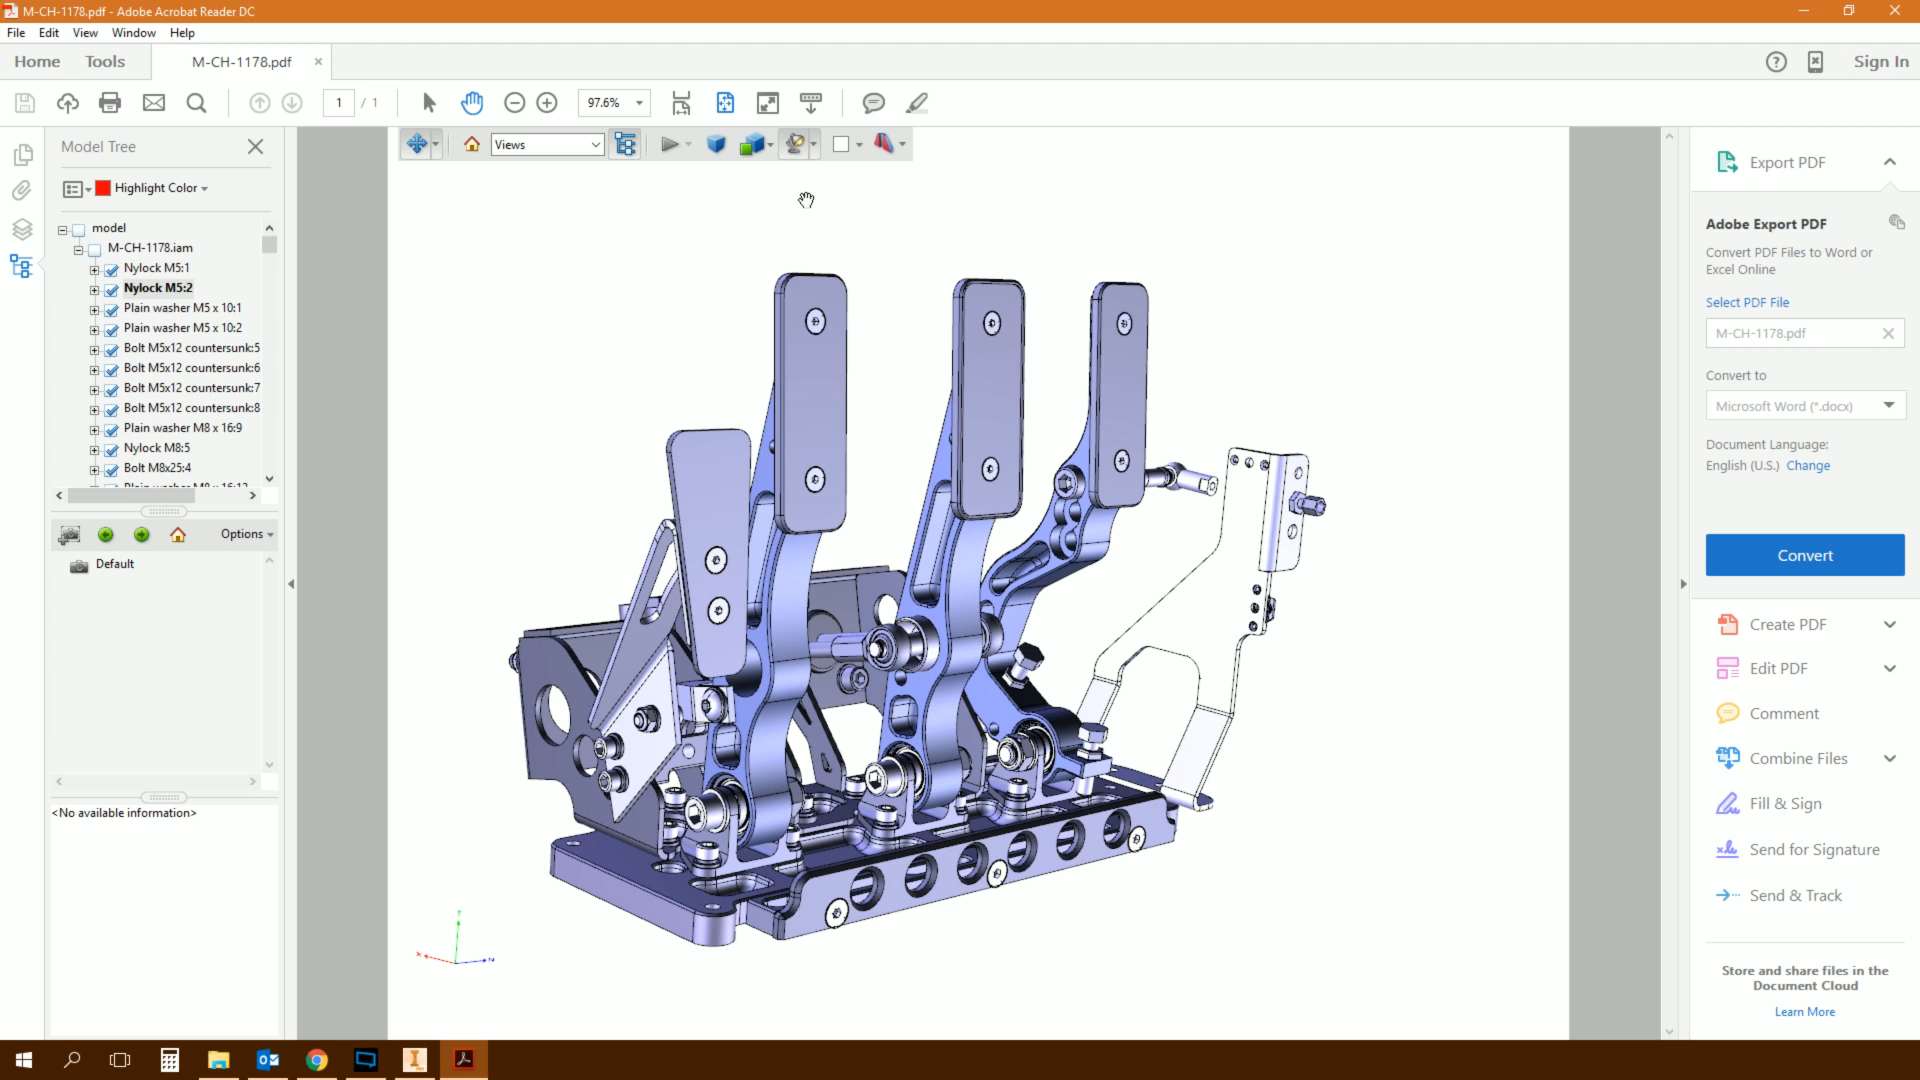 M-CH-1178.pdf - Adobe Acrobat Reader DC
File Edit View Window Help
Home Tools M-CH-1178.pdf Sign In
1 / 1 97.6%
Model Tree
Views
Highlight Color
model
M-CH-1178.iam
Nylock M5:1
Nylock M5:2
Plain washer M5 x 10:1
Plain washer M5 x 10:2
Bolt M5x12 countersunk:5
Bolt M5x12 countersunk:6
Bolt M5x12 countersunk:7
Bolt M5x12 countersunk:8
Plain washer M8 x 16:9
Nylock M8:5
Bolt M8x25:4
Options
Default
<No available information>
Export PDF
Adobe Export PDF
Convert PDF Files to Word or
Excel Online
Select PDF File
M-CH-1178.pdf
Convert to
Microsoft Word (*.docx)
Document Language:
English (U.S.) Change
Convert
Create PDF
Edit PDF
Comment
Combine Files
Fill & Sign
Send for Signature
Send & Track
Store and share files in the
Document Cloud
Learn More